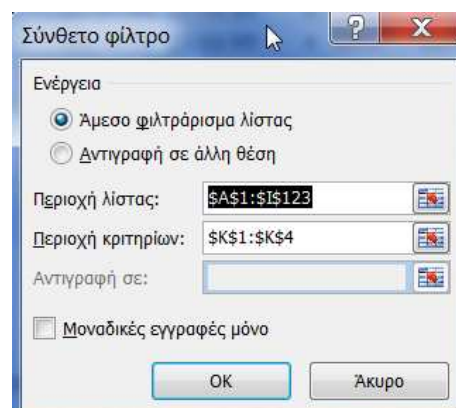 Σύνθετο φίλτρο
Ενέργεια
Άμεσο φιλτράρισμα λίστας
Αντιγραφή σε άλλη θέση
Περιοχή λίστας: $A$1:$I$123
Περιοχή κριτηρίων: $K$1:$K$4
Αντιγραφή σε:
Μοναδικές εγγραφές μόνο
OK Άκυρο